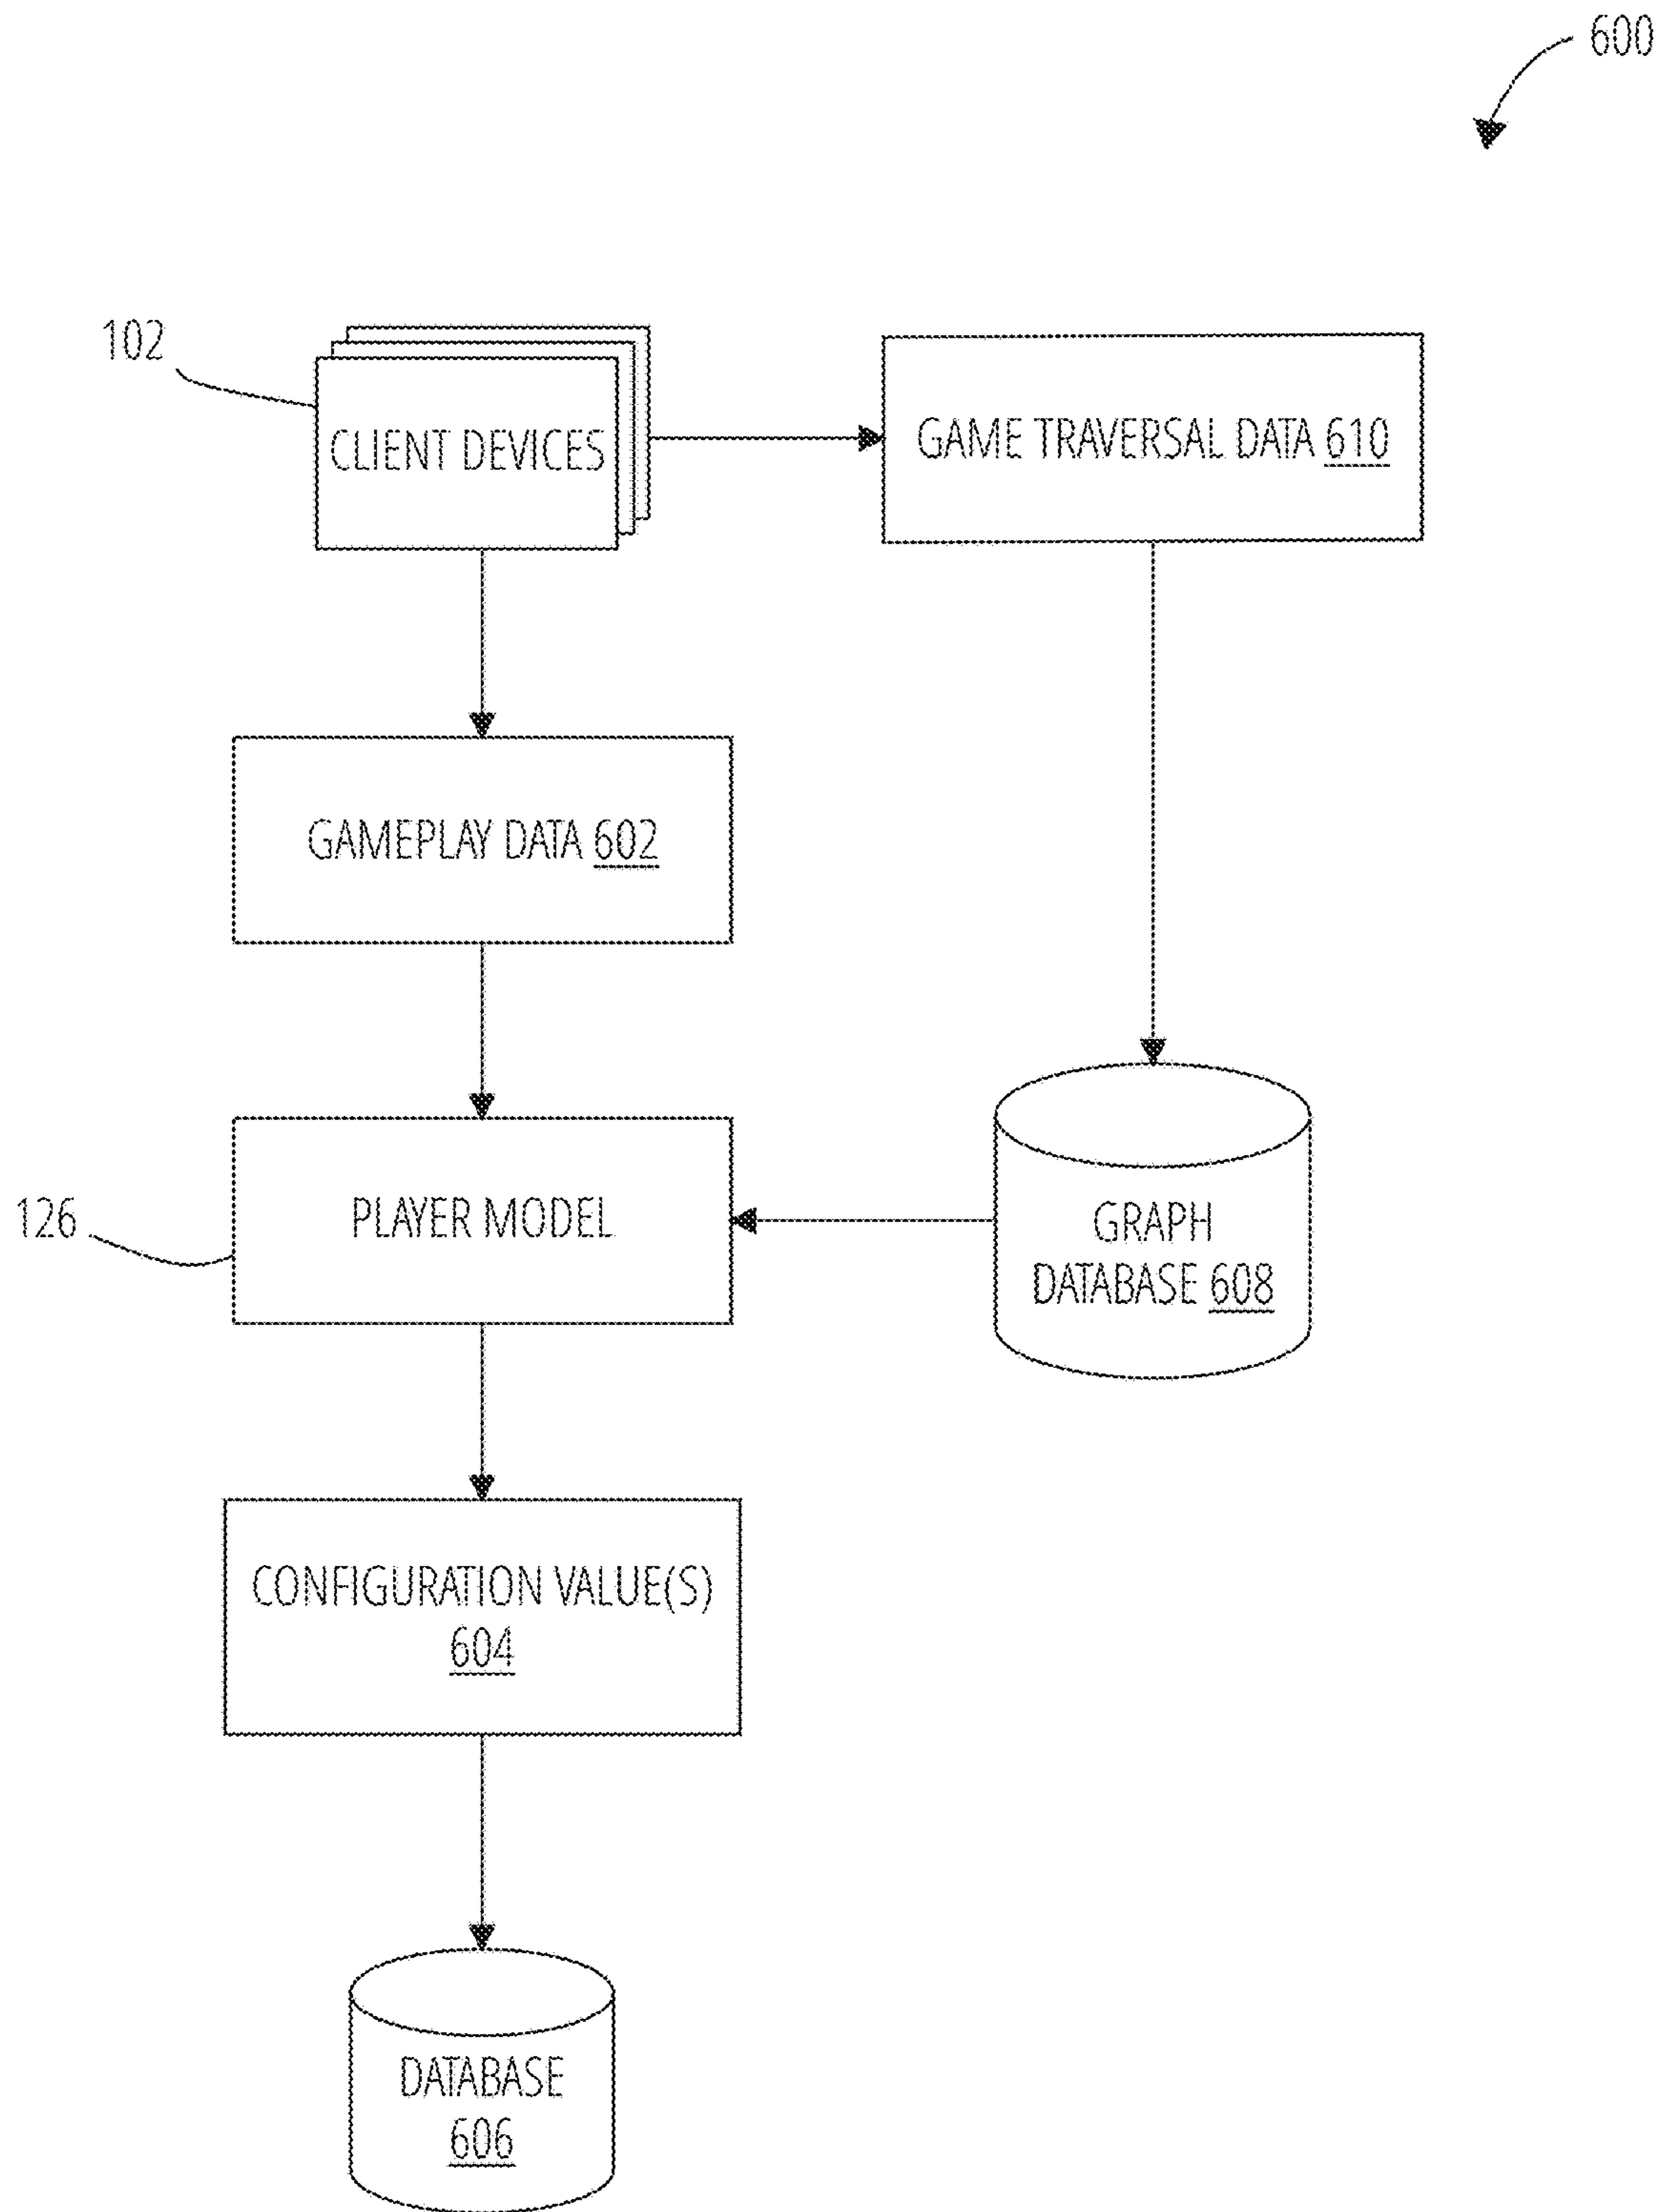 600
102
CLIENT DEVICES
GAME TRAVERSAL DATA 610
GAMEPLAY DATA 602
126
PLAYER MODEL
GRAPH
DATABASE 608
CONFIGURATION VALUE(S)
604
DATABASE
606